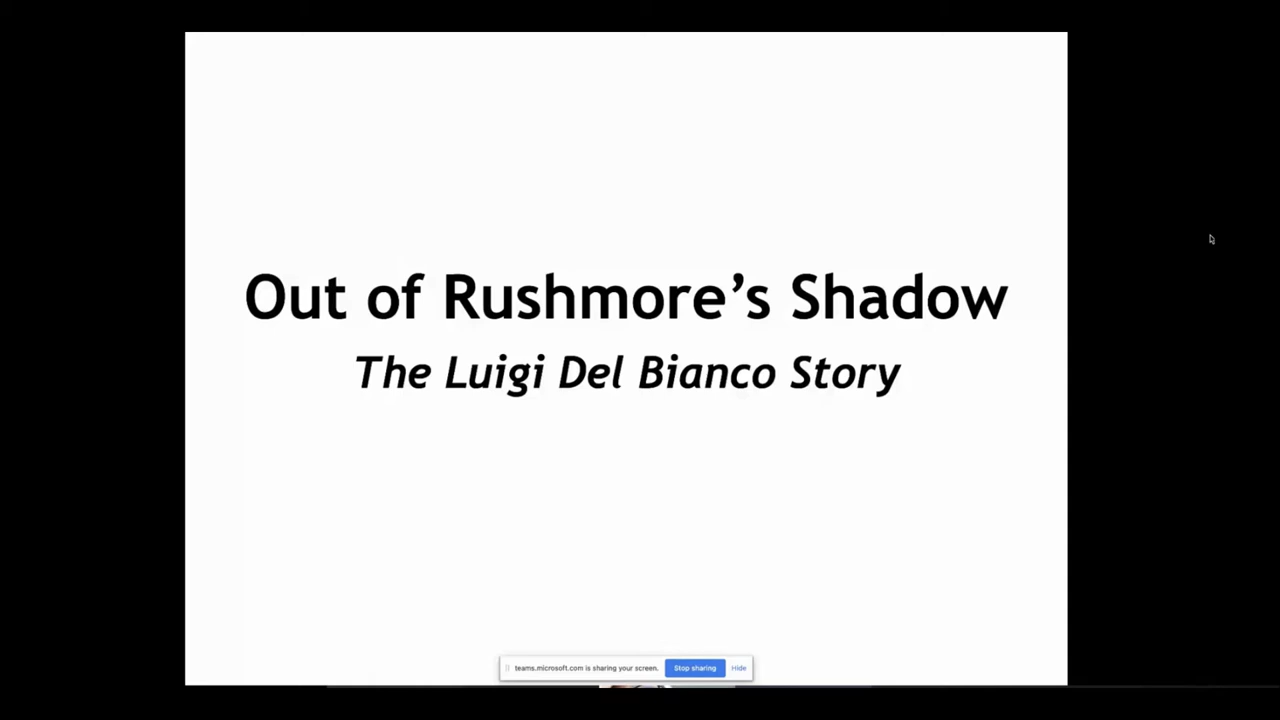 Out of Rushmore’s Shadow
The Luigi Del Bianco Story
teams.microsoft.com is sharing your screen. Stop sharing Hide